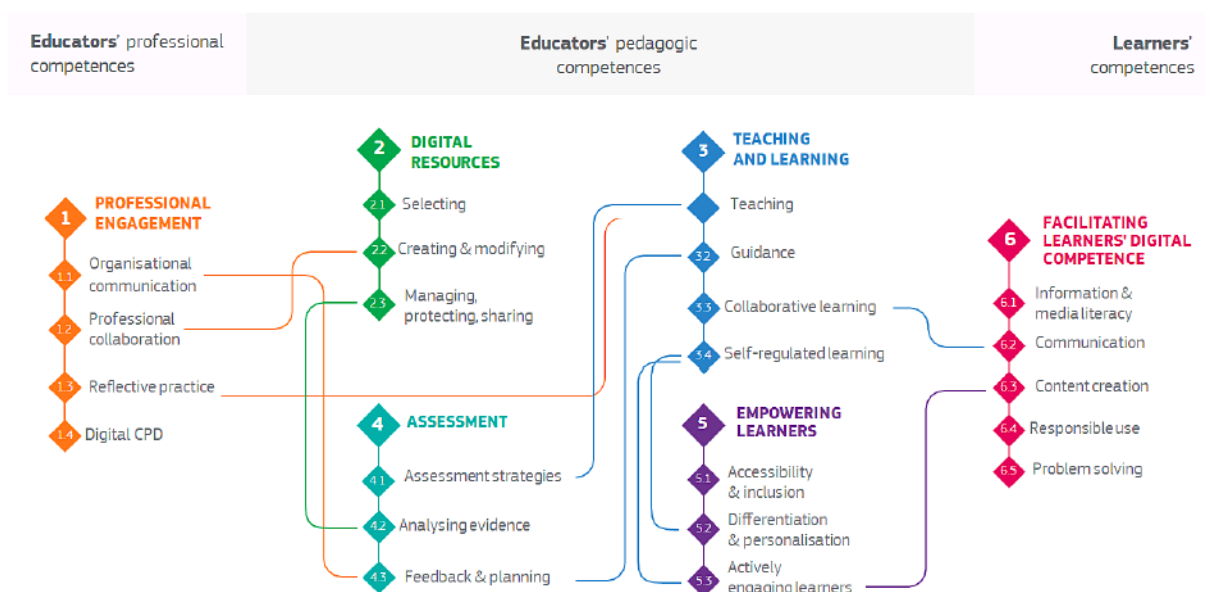 Educators' professional
competences
Educators' pedagogic
competences
Learners'
competences
1
PROFESSIONAL
ENGAGEMENT
1.1
Organisational
communication
1.2
Professional
collaboration
1.3
Reflective practice
1.4
Digital CPD
2
DIGITAL
RESOURCES
2.1
Selecting
2.2
Creating & modifying
2.3
Managing,
protecting, sharing
3
TEACHING
AND LEARNING
Teaching
3.2
Guidance
3.3
Collaborative learning
3.4
Self-regulated learning
4
ASSESSMENT
4.1
Assessment strategies
4.2
Analysing evidence
4.3
Feedback & planning
5
EMPOWERING
LEARNERS
5.1
Accessibility
& inclusion
5.2
Differentiation
& personalisation
5.3
Actively
engaging learners
6
FACILITATING
LEARNERS' DIGITAL
COMPETENCE
6.1
Information &
media literacy
6.2
Communication
6.3
Content creation
6.4
Responsible use
6.5
Problem solving